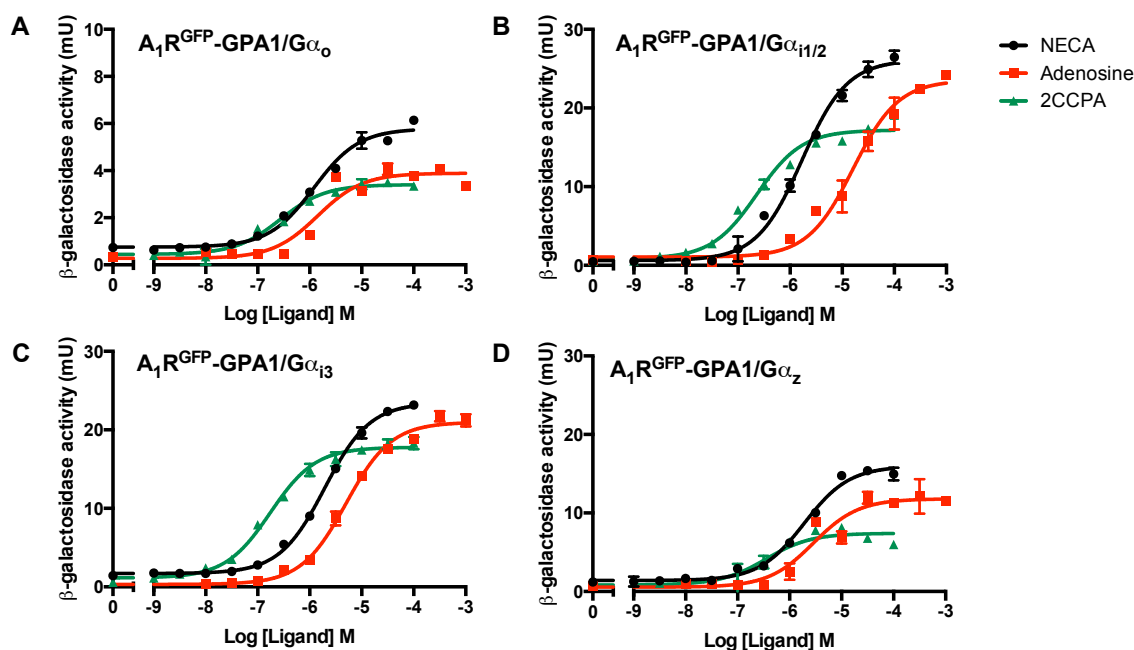 A
A₁Rᴳᶠᴾ-GPA1/Gαₒ
β-galactosidase activity (mU)
10
8
6
4
2
0
0 -9 -8 -7 -6 -5 -4 -3
Log [Ligand] M
B
A₁Rᴳᶠᴾ-GPA1/Gαi1/2
β-galactosidase activity (mU)
30
20
10
0
0 -9 -8 -7 -6 -5 -4 -3
Log [Ligand] M
NECA
Adenosine
2CCPA
C
A₁Rᴳᶠᴾ-GPA1/Gαi3
β-galactosidase activity (mU)
30
20
10
0
0 -9 -8 -7 -6 -5 -4 -3
Log [Ligand] M
D
A₁Rᴳᶠᴾ-GPA1/Gαz
β-galactosidase activity (mU)
30
20
10
0
0 -9 -8 -7 -6 -5 -4 -3
Log [Ligand] M